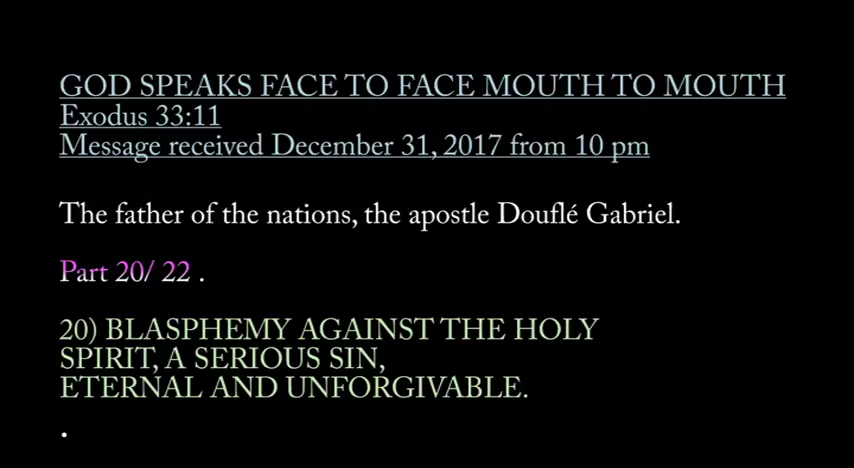 GOD SPEAKS FACE TO FACE MOUTH TO MOUTH
Exodus 33:11
Message received December 31, 2017 from 10 pm
The father of the nations, the apostle Douflé Gabriel.
Part 20/ 22 .
20) BLASPHEMY AGAINST THE HOLY
SPIRIT, A SERIOUS SIN,
ETERNAL AND UNFORGIVABLE.
.